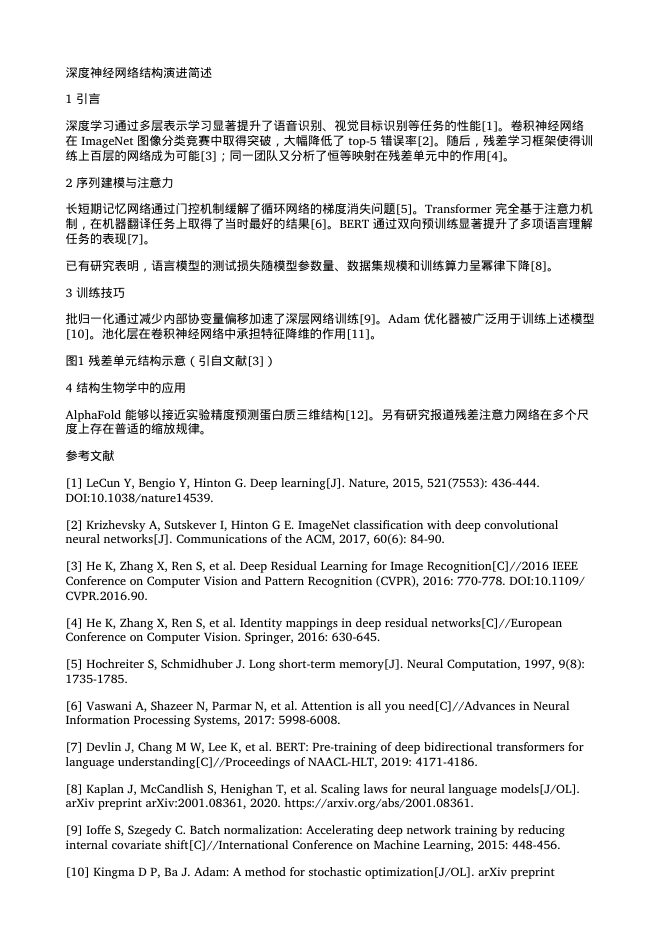 深度神经网络结构演进简述
1 引言
深度学习通过多层表示学习显著提升了语音识别、视觉目标识别等任务的性能[1]。卷积神经网络
在 ImageNet 图像分类竞赛中取得突破，大幅降低了 top-5 错误率[2]。随后，残差学习框架使得训
练上百层的网络成为可能[3]；同一团队又分析了恒等映射在残差单元中的作用[4]。
2 序列建模与注意力
长短期记忆网络通过门控机制缓解了循环网络的梯度消失问题[5]。Transformer 完全基于注意力机
制，在机器翻译任务上取得了当时最好的结果[6]。BERT 通过双向预训练显著提升了多项语言理解
任务的表现[7]。
已有研究表明，语言模型的测试损失随模型参数量、数据集规模和训练算力呈幂律下降[8]。
3 训练技巧
批归一化通过减少内部协变量偏移加速了深层网络训练[9]。Adam 优化器被广泛用于训练上述模型
[10]。池化层在卷积神经网络中承担特征降维的作用[11]。
图1 残差单元结构示意（引自文献[3]）
4 结构生物学中的应用
AlphaFold 能够以接近实验精度预测蛋白质三维结构[12]。另有研究报道残差注意力网络在多个尺
度上存在普适的缩放规律。
参考文献
[1] LeCun Y, Bengio Y, Hinton G. Deep learning[J]. Nature, 2015, 521(7553): 436-444.
DOI:10.1038/nature14539.
[2] Krizhevsky A, Sutskever I, Hinton G E. ImageNet classification with deep convolutional
neural networks[J]. Communications of the ACM, 2017, 60(6): 84-90.
[3] He K, Zhang X, Ren S, et al. Deep Residual Learning for Image Recognition[C]//2016 IEEE
Conference on Computer Vision and Pattern Recognition (CVPR), 2016: 770-778. DOI:10.1109/
CVPR.2016.90.
[4] He K, Zhang X, Ren S, et al. Identity mappings in deep residual networks[C]//European
Conference on Computer Vision. Springer, 2016: 630-645.
[5] Hochreiter S, Schmidhuber J. Long short-term memory[J]. Neural Computation, 1997, 9(8):
1735-1785.
[6] Vaswani A, Shazeer N, Parmar N, et al. Attention is all you need[C]//Advances in Neural
Information Processing Systems, 2017: 5998-6008.
[7] Devlin J, Chang M W, Lee K, et al. BERT: Pre-training of deep bidirectional transformers for
language understanding[C]//Proceedings of NAACL-HLT, 2019: 4171-4186.
[8] Kaplan J, McCandlish S, Henighan T, et al. Scaling laws for neural language models[J/OL].
arXiv preprint arXiv:2001.08361, 2020. https://arxiv.org/abs/2001.08361.
[9] Ioffe S, Szegedy C. Batch normalization: Accelerating deep network training by reducing
internal covariate shift[C]//International Conference on Machine Learning, 2015: 448-456.
[10] Kingma D P, Ba J. Adam: A method for stochastic optimization[J/OL]. arXiv preprint